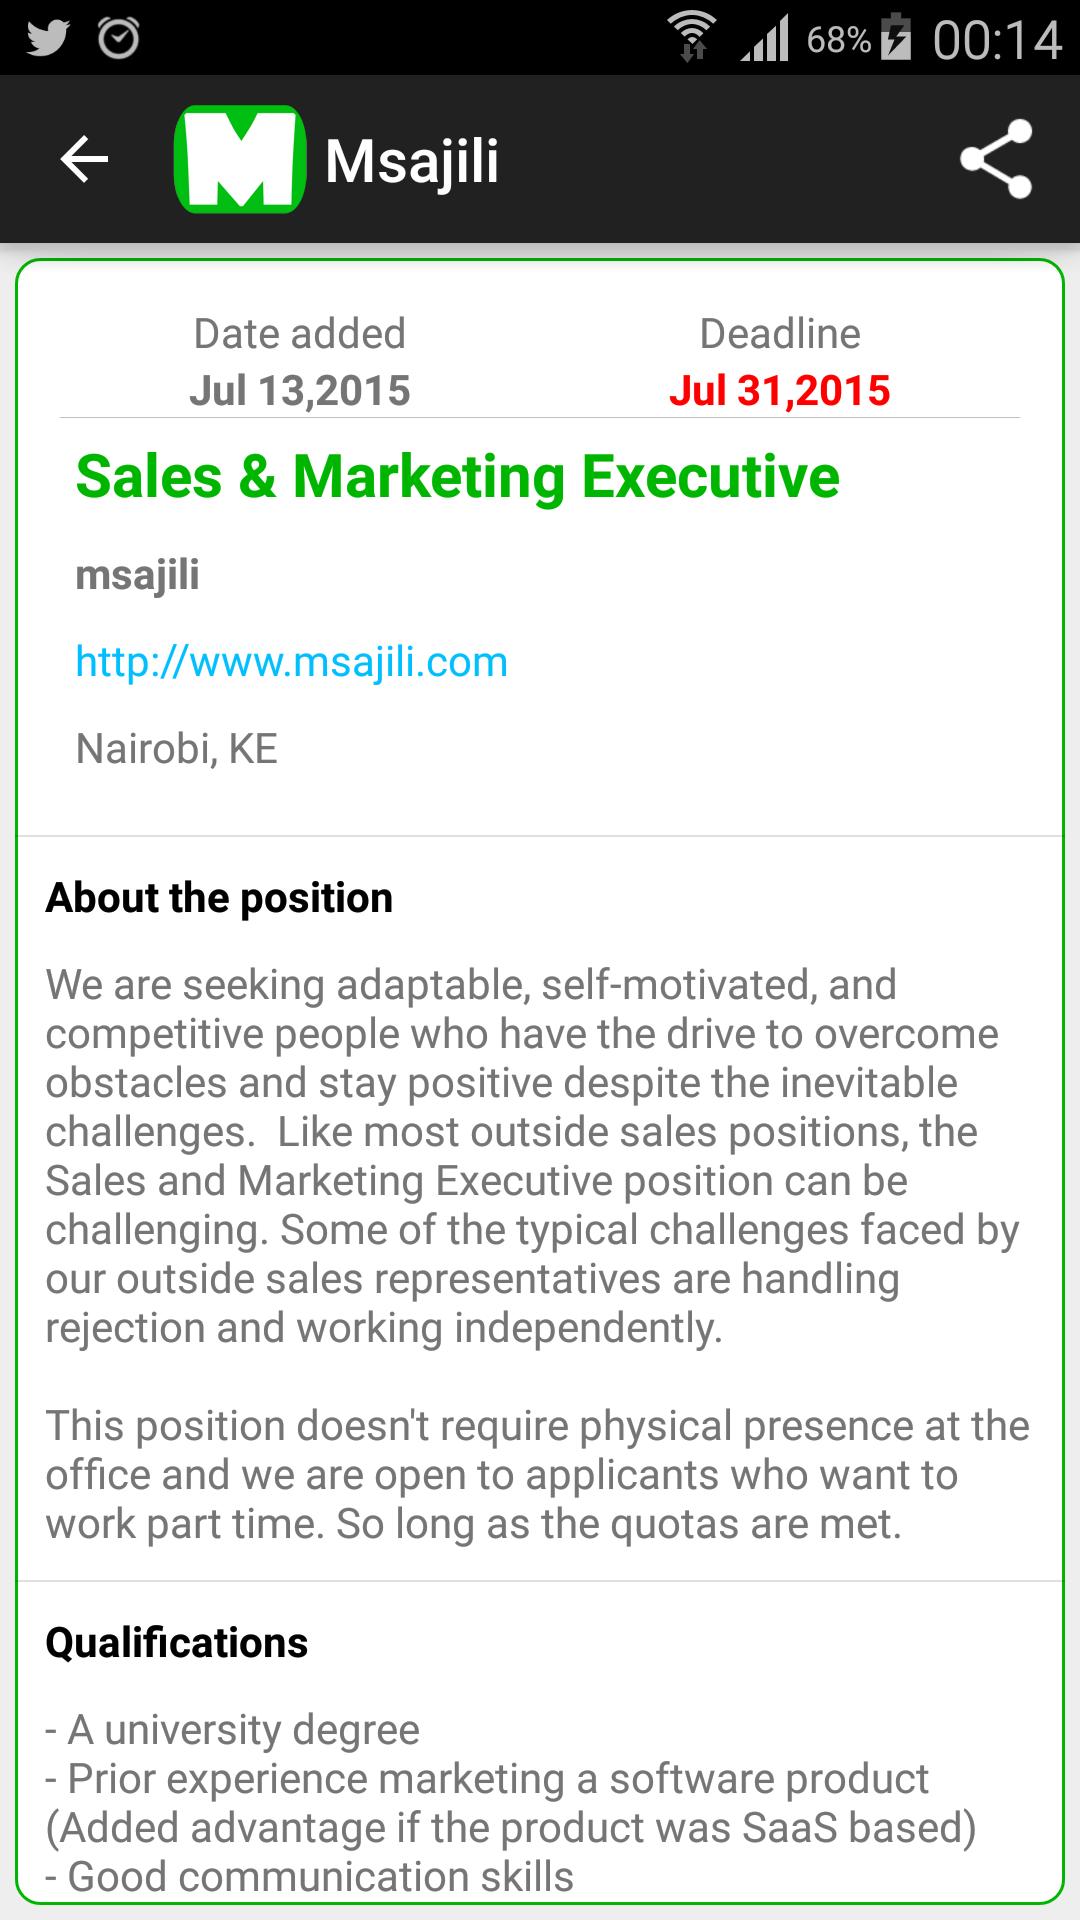 68% 00:14
M Msajili
Date added Deadline
Jul 13,2015 Jul 31,2015
Sales & Marketing Executive
msajili
http://www.msajili.com
Nairobi, KE
About the position
We are seeking adaptable, self-motivated, and
competitive people who have the drive to overcome
obstacles and stay positive despite the inevitable
challenges.  Like most outside sales positions, the
Sales and Marketing Executive position can be
challenging. Some of the typical challenges faced by
our outside sales representatives are handling
rejection and working independently.
This position doesn't require physical presence at the
office and we are open to applicants who want to
work part time. So long as the quotas are met.
Qualifications
- A university degree
- Prior experience marketing a software product
(Added advantage if the product was SaaS based)
- Good communication skills